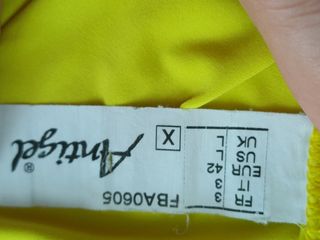 Antigel®
X
FR 3
IT 3
EUR 42
US L
UK L
FBA0605